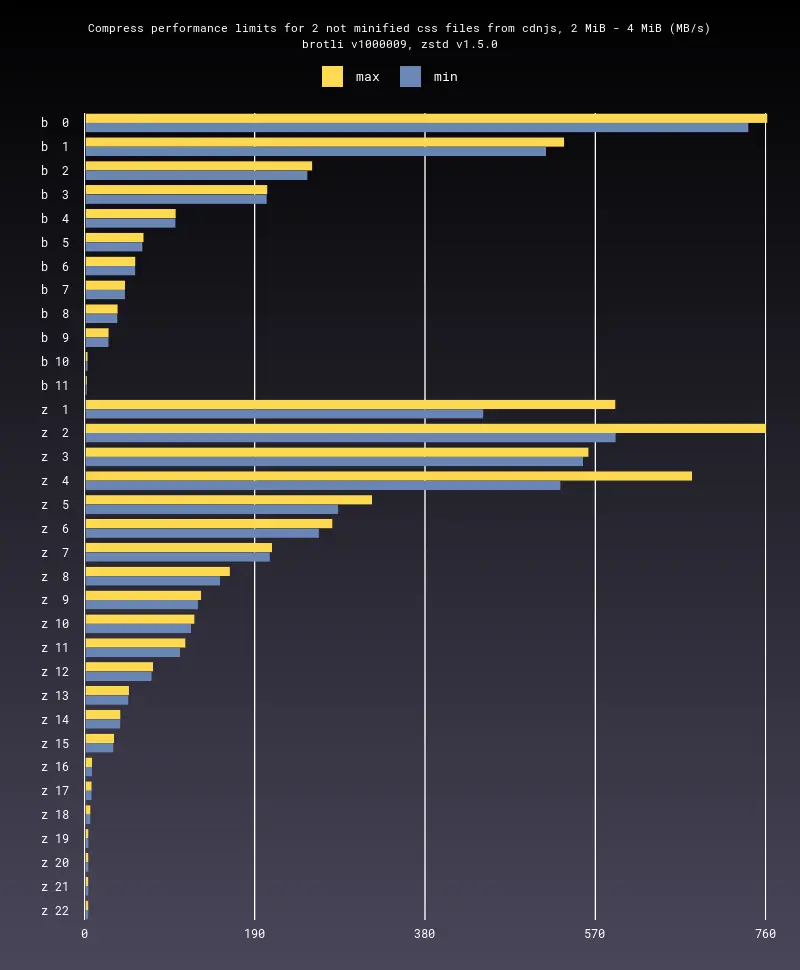 Compress performance limits for 2 not minified css files from cdnjs, 2 MiB - 4 MiB (MB/s)
brotli v1000009, zstd v1.5.0
max min
b 0
b 1
b 2
b 3
b 4
b 5
b 6
b 7
b 8
b 9
b 10
b 11
z 1
z 2
z 3
z 4
z 5
z 6
z 7
z 8
z 9
z 10
z 11
z 12
z 13
z 14
z 15
z 16
z 17
z 18
z 19
z 20
z 21
z 22
0 190 380 570 760